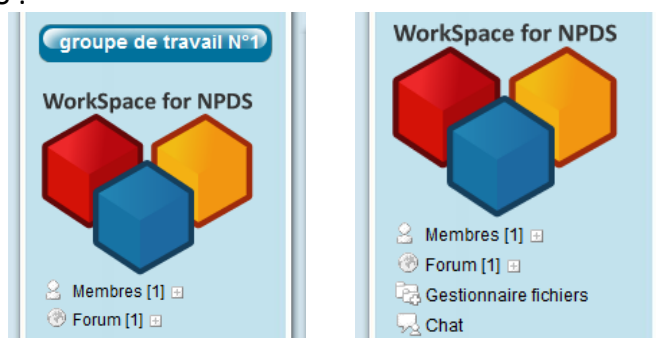 groupe de travail N°1
WorkSpace for NPDS
Membres [1]
Forum [1]
WorkSpace for NPDS
Membres [1]
Forum [1]
Gestionnaire fichiers
Chat